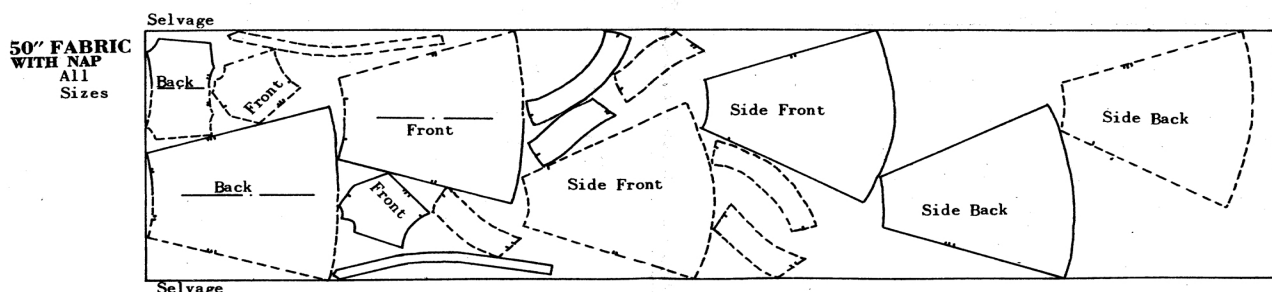 Selvage
50" FABRIC
WITH NAP
All
Sizes
Back
Front
Front
Side Front
Side Back
Back
Front
Side Front
Side Back
Selvage